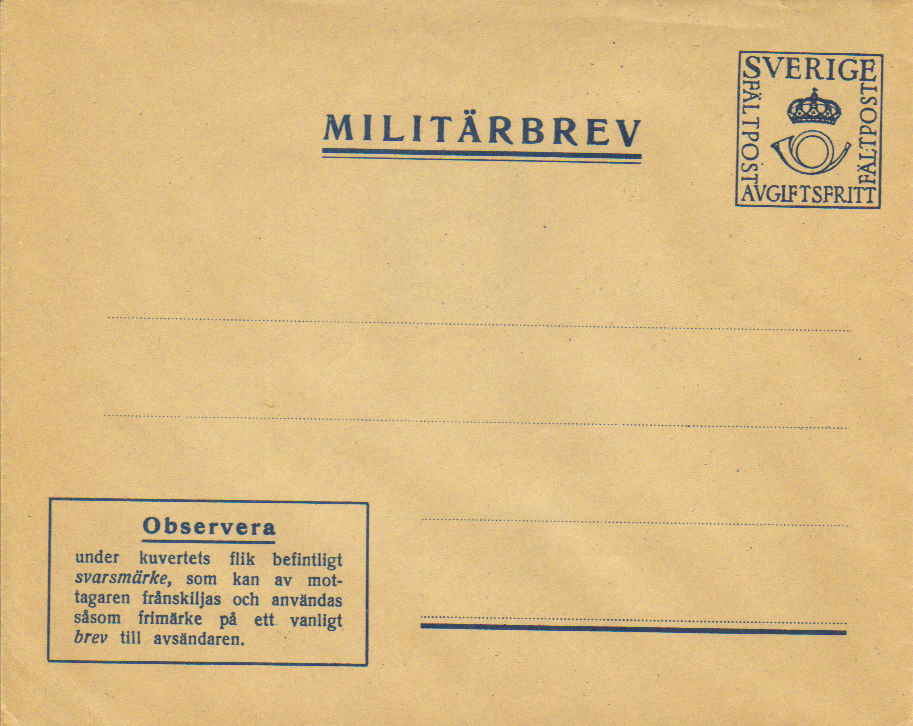 MILITÄRBREV
SVERIGE
FÄLTPOST
FÄLTPOST
AVGIFTSFRITT
Observera
under kuvertets flik befintligt
svarsmärke, som kan av mot-
tagaren frånskiljas och användas
såsom frimärke på ett vanligt
brev till avsändaren.